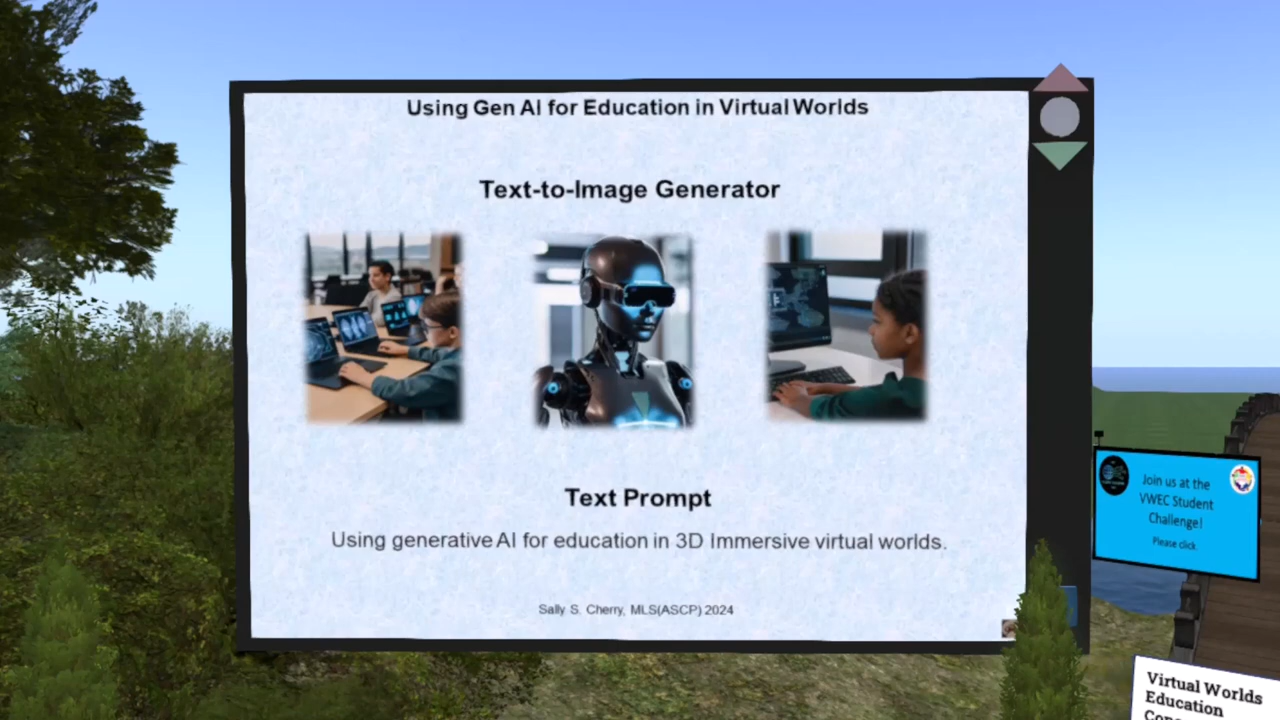 Using Gen AI for Education in Virtual Worlds
Text-to-Image Generator
Text Prompt
Using generative AI for education in 3D Immersive virtual worlds.
Sally S. Cherry, MLS(ASCP) 2024
Join us at the
VWEC Student
Challenge!
Please click.
Virtual Worlds
Education